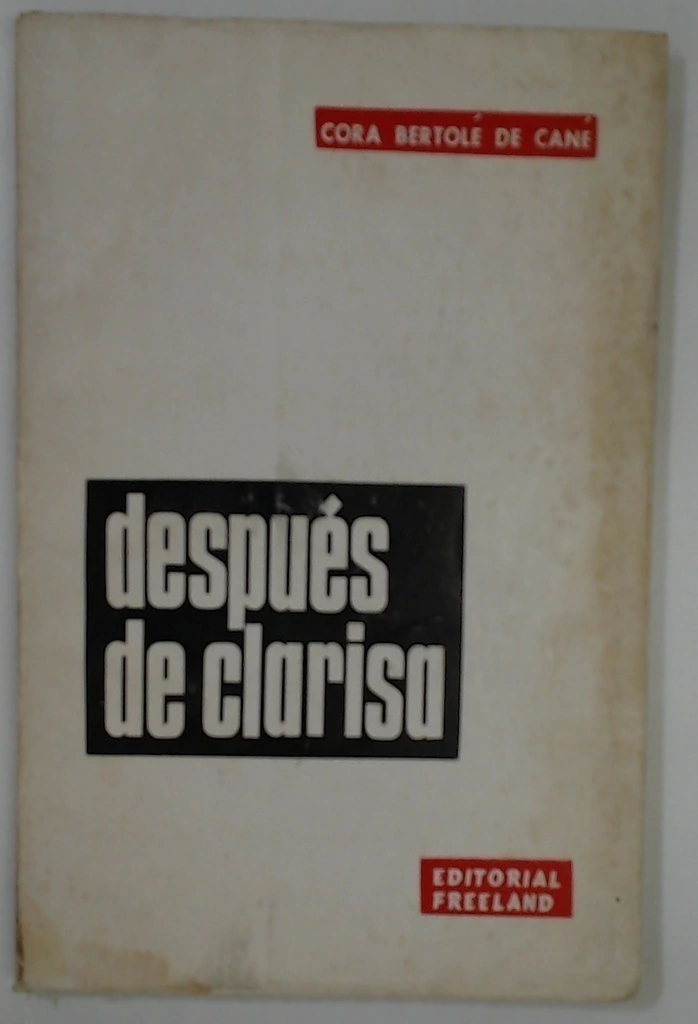 CORA BERTOLÉ DE CANÉ
después
de clarisa
EDITORIAL
FREELAND